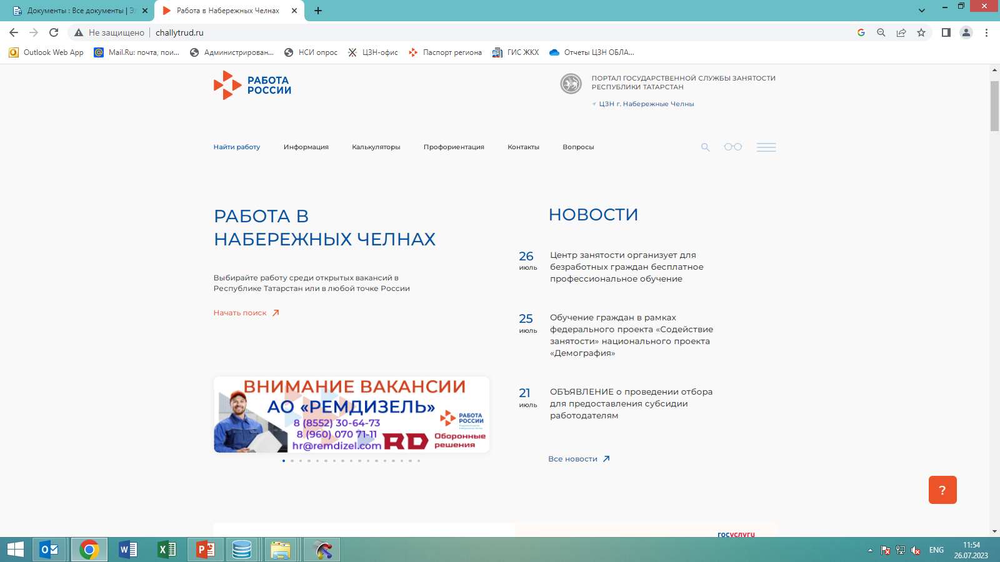 Документы : Все документы | Эл
Работа в Набережных Челнах
Не защищено
challytrud.ru
Outlook Web App
Mail.Ru: почта, пои...
Администрирован...
НСИ опрос
ЦЗН-офис
Паспорт региона
ГИС ЖКХ
Отчеты ЦЗН ОБЛА...
РАБОТА
РОССИИ
ПОРТАЛ ГОСУДАРСТВЕННОЙ СЛУЖБЫ ЗАНЯТОСТИ
РЕСПУБЛИКИ ТАТАРСТАН
ЦЗН г. Набережные Челны
Найти работу
Информация
Калькуляторы
Профориентация
Контакты
Вопросы
РАБОТА В
НАБЕРЕЖНЫХ ЧЕЛНАХ
Выбирайте работу среди открытых вакансий в
Республике Татарстан или в любой точке России
Начать поиск
ВНИМАНИЕ ВАКАНСИИ
АО «РЕМДИЗЕЛЬ»
8 (8552) 30-64-73
8 (960) 070 71-11
hr@remdizel.com
РАБОТА
РОССИИ
RD
Оборонные
решения
НОВОСТИ
26
июль
Центр занятости организует для
безработных граждан бесплатное
профессиональное обучение
25
июль
Обучение граждан в рамках
федерального проекта «Содействие
занятости» национального проекта
«Демография»
21
июль
ОБЪЯВЛЕНИЕ о проведении отбора
для предоставления субсидии
работодателям
Все новости
?
госуслуги
ENG
11:54
26.07.2023